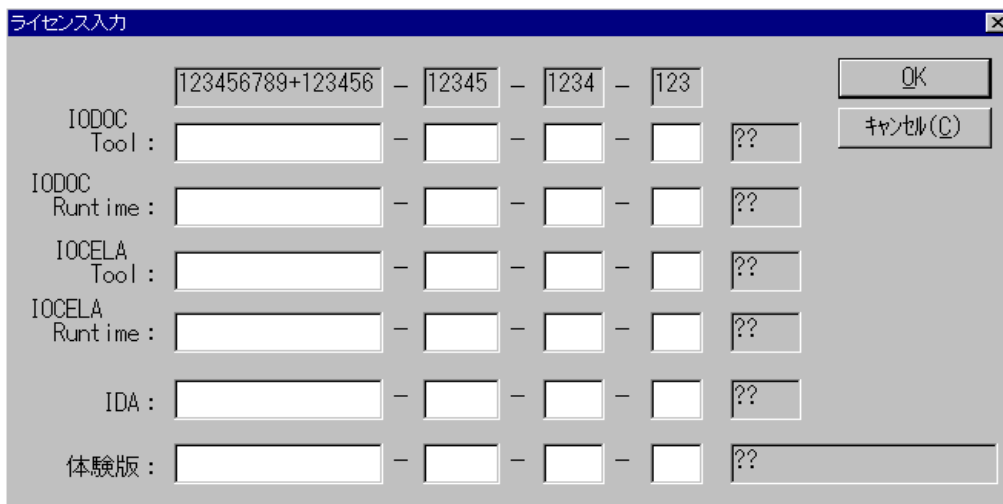 ライセンス入力
123456789+123456 - 12345 - 1234 - 123
OK
IODOC
Tool : - - - ??
キャンセル(C)
IODOC
Runtime : - - - ??
IOCELA
Tool : - - - ??
IOCELA
Runtime : - - - ??
IDA : - - - ??
体験版 : - - - ??